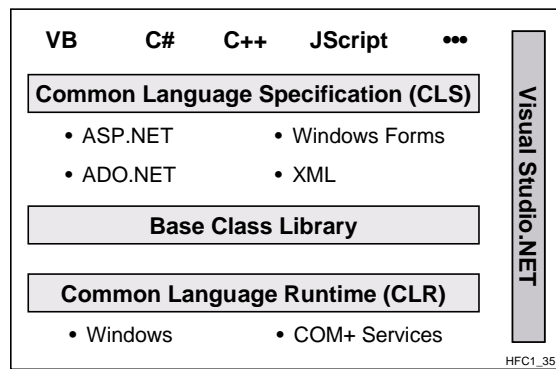 VB C# C++ JScript •••
Common Language Specification (CLS)
• ASP.NET • Windows Forms
• ADO.NET • XML
Base Class Library
Common Language Runtime (CLR)
• Windows • COM+ Services
Visual Studio.NET
HFC1_35